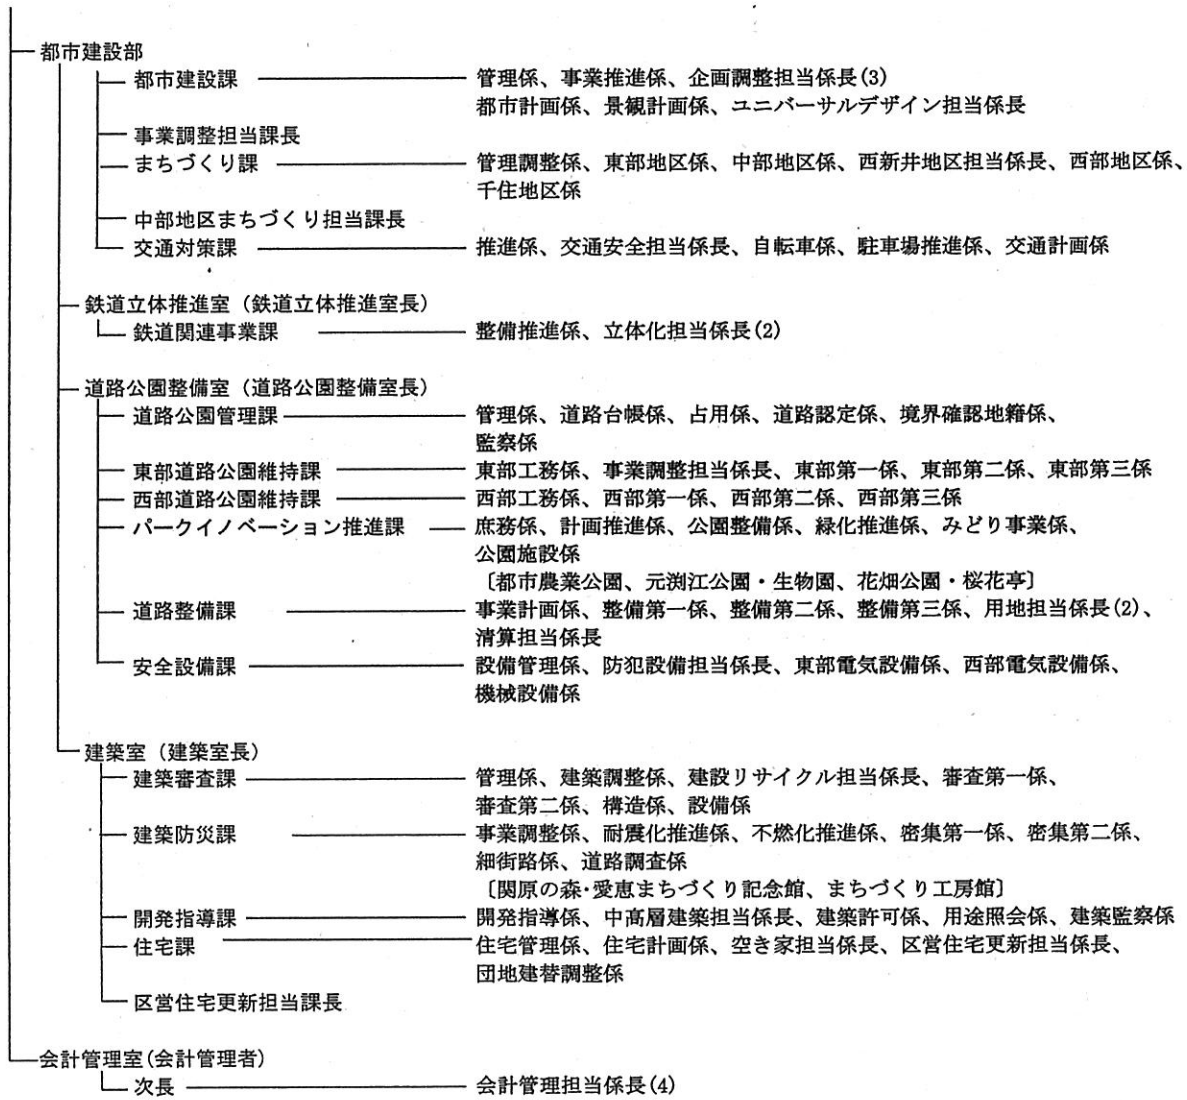 都市建設部
都市建設課 管理係、事業推進係、企画調整担当係長(3)
都市計画係、景観計画係、ユニバーサルデザイン担当係長
事業調整担当課長
まちづくり課 管理調整係、東部地区係、中部地区係、西新井地区担当係長、西部地区係、
千住地区係
中部地区まちづくり担当課長
交通対策課 推進係、交通安全担当係長、自転車係、駐車場推進係、交通計画係
鉄道立体推進室（鉄道立体推進室長）
鉄道関連事業課 整備推進係、立体化担当係長(2)
道路公園整備室（道路公園整備室長）
道路公園管理課 管理係、道路台帳係、占用係、道路認定係、境界確認地籍係、
監察係
東部道路公園維持課 東部工務係、事業調整担当係長、東部第一係、東部第二係、東部第三係
西部道路公園維持課 西部工務係、西部第一係、西部第二係、西部第三係
パークイノベーション推進課 庶務係、計画推進係、公園整備係、緑化推進係、みどり事業係、
公園施設係
〔都市農業公園、元渕江公園・生物園、花畑公園・桜花亭〕
道路整備課 事業計画係、整備第一係、整備第二係、整備第三係、用地担当係長(2)、
清算担当係長
安全設備課 設備管理係、防犯設備担当係長、東部電気設備係、西部電気設備係、
機械設備係
建築室（建築室長）
建築審査課 管理係、建築調整係、建設リサイクル担当係長、審査第一係、
審査第二係、構造係、設備係
建築防災課 事業調整係、耐震化推進係、不燃化推進係、密集第一係、密集第二係、
細街路係、道路調査係
〔関原の森・愛恵まちづくり記念館、まちづくり工房館〕
開発指導課 開発指導係、中高層建築担当係長、建築許可係、用途照会係、建築監察係
住宅課 住宅管理係、住宅計画係、空き家担当係長、区営住宅更新担当係長、
団地建替調整係
区営住宅更新担当課長
会計管理室(会計管理者)
次長 会計管理担当係長(4)